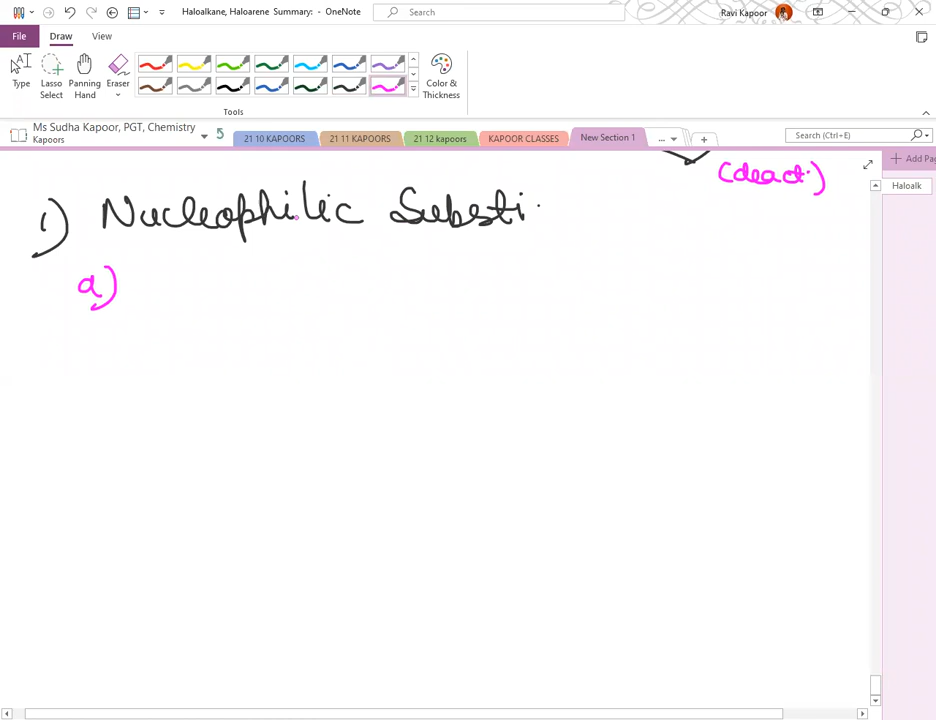 Haloalkane, Haloarene Summary: - OneNote
Search
Ravi Kapoor
File
Draw
View
Type
Lasso Select
Panning Hand
Eraser
Color & Thickness
Tools
Ms Sudha Kapoor, PGT, Chemistry
Kapoors
21 10 KAPOORS
21 11 KAPOORS
21 12 kapoors
KAPOOR CLASSES
New Section 1
...
Search (Ctrl+E)
Add Pag
Haloalk
(deact.)
1) Nucleophilic Substi.
a)